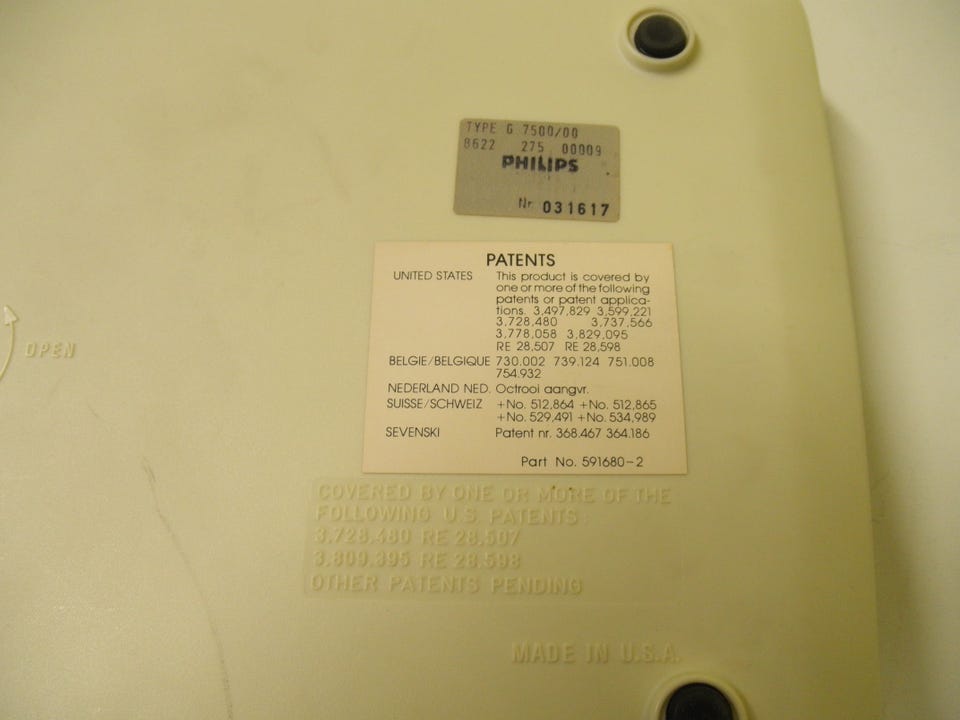 TYPE G 7500/00
8622 275 00009
PHILIPS
Nr 031617
PATENTS
UNITED STATES This product is covered by
one or more of the following
patents or patent applica-
tions. 3,497,829 3,599,221
3,728,480 3,737,566
3,778,058 3,829,095
RE 28,507 RE 28,598
BELGIE/BELGIQUE 730.002 739.124 751.008
754.932
NEDERLAND NED. Octrooi aangvr.
SUISSE/SCHWEIZ +No. 512,864 +No. 512,865
+No. 529,491 +No. 534,989
SEVENSKI Patent nr. 368.467 364.186
Part No. 591680-2
OPEN
COVERED BY ONE OR MORE OF THE
FOLLOWING U.S. PATENTS:
3.728.480 RE 28.507
3.809.395 RE 28.598
OTHER PATENTS PENDING
MADE IN U.S.A.